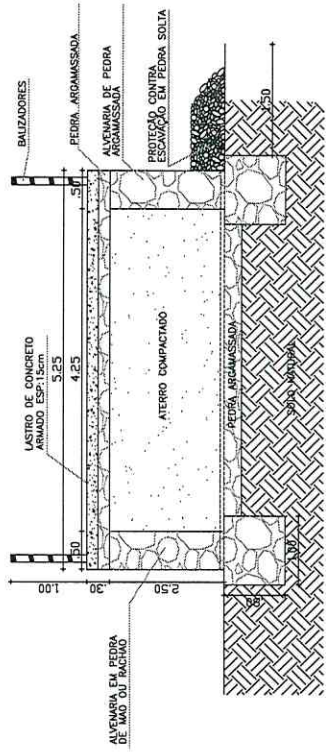 BALIZADORES
PEDRA ARGAMASSADA
ALVENARIA DE PEDRA
ARGAMASSADA
PROTEÇÃO CONTRA
ESCAVAÇÃO EM PEDRA SOLTA
LASTRO DE CONCRETO
ARMADO ESP:15cm
5.25
.50
4.25
.50
1.00
.30
2.50
.80
1.00
1.50
ATERRO COMPACTADO
PEDRA ARGAMASSADA
SOLO NATURAL
ALVENARIA EM PEDRA
DE MÃO OU RACHÃO